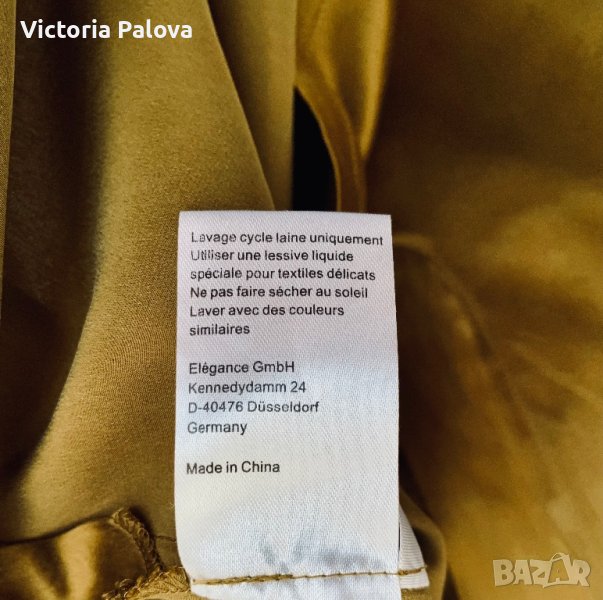 Victoria Palova
Lavage cycle laine uniquement
Utiliser une lessive liquide
spéciale pour textiles délicats
Ne pas faire sécher au soleil
Laver avec des couleurs
similaires
Elégance GmbH
Kennedydamm 24
D-40476 Düsseldorf
Germany
Made in China
BAZAR